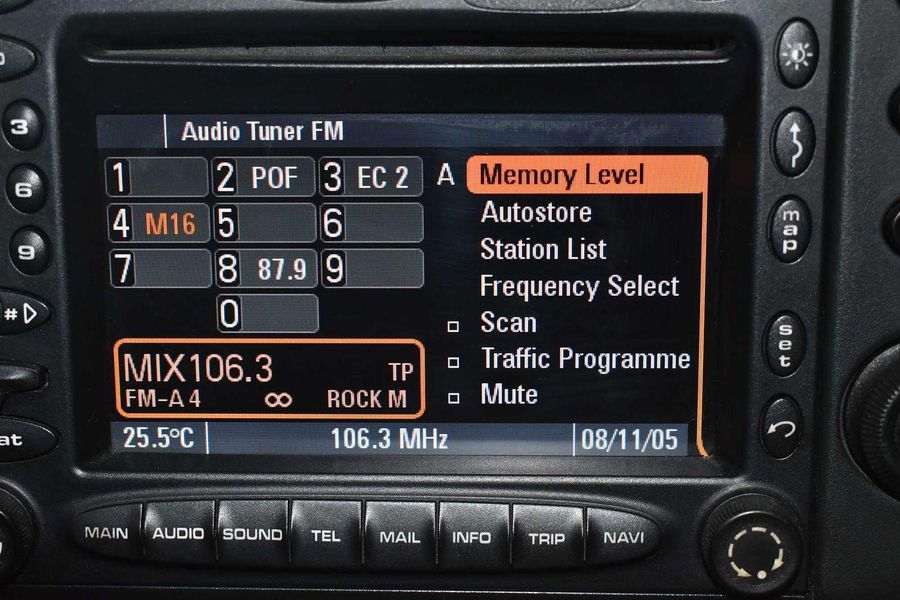 Audio Tuner FM
1 2 POF 3 EC 2 A Memory Level
4 M16 5 6 Autostore
7 8 87.9 9 Station List
0 Frequency Select
Scan
Traffic Programme
Mute
MIX106.3 TP
FM-A 4 ∞ ROCK M
25.5°C 106.3 MHz 08/11/05
3
6
9
#
at
map
set
MAIN AUDIO SOUND TEL MAIL INFO TRIP NAVI